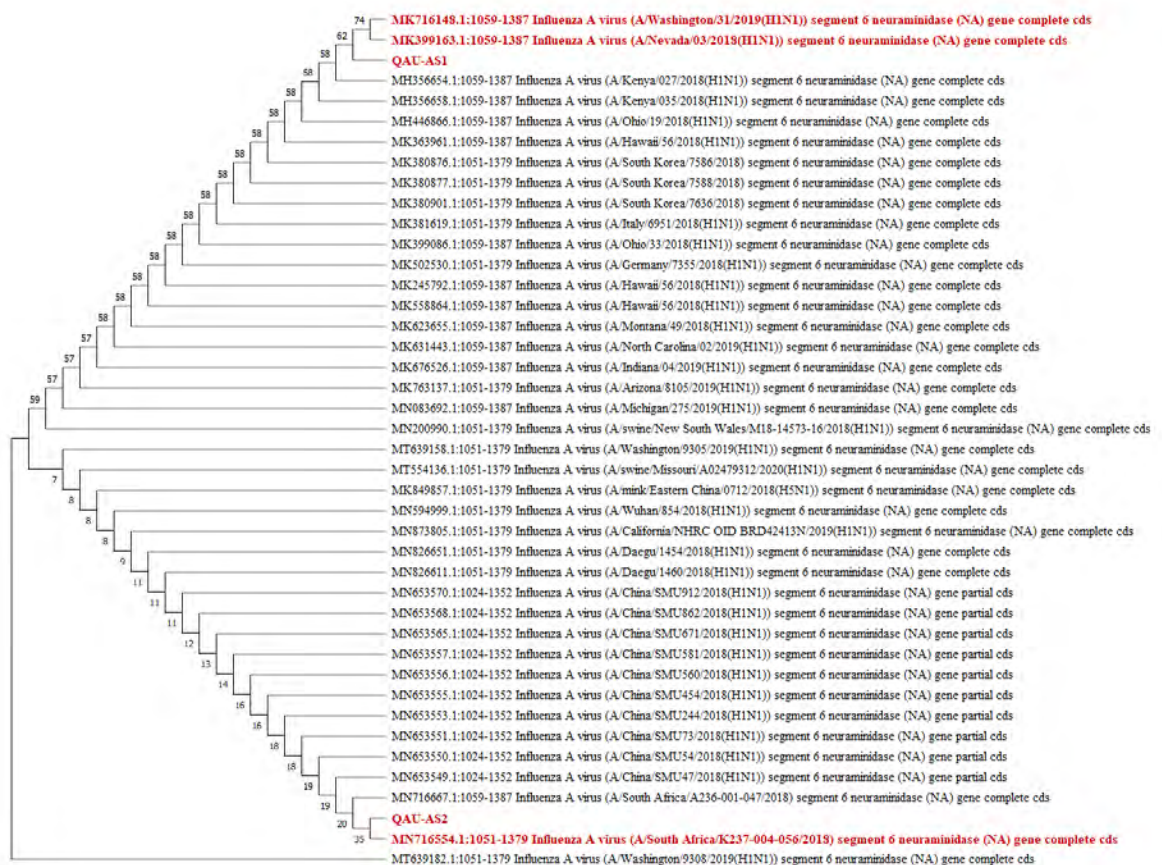 74
MK716148.1:1059-1387 Influenza A virus (A/Washington/31/2019(H1N1)) segment 6 neuraminidase (NA) gene complete cds
62
MK399163.1:1059-1387 Influenza A virus (A/Nevada/03/2018(H1N1)) segment 6 neuraminidase (NA) gene complete cds
58
QAU-AS1
58
MH356654.1:1059-1387 Influenza A virus (A/Kenya/027/2018(H1N1)) segment 6 neuraminidase (NA) gene complete cds
58
MH356658.1:1059-1387 Influenza A virus (A/Kenya/035/2018(H1N1)) segment 6 neuraminidase (NA) gene complete cds
58
MH446866.1:1059-1387 Influenza A virus (A/Ohio/19/2018(H1N1)) segment 6 neuraminidase (NA) gene complete cds
58
MK363961.1:1059-1387 Influenza A virus (A/Hawaii/56/2018(H1N1)) segment 6 neuraminidase (NA) gene complete cds
58
MK380876.1:1051-1379 Influenza A virus (A/South Korea/7586/2018) segment 6 neuraminidase (NA) gene complete cds
58
MK380877.1:1051-1379 Influenza A virus (A/South Korea/7588/2018) segment 6 neuraminidase (NA) gene complete cds
58
MK380901.1:1051-1379 Influenza A virus (A/South Korea/7636/2018) segment 6 neuraminidase (NA) gene complete cds
58
MK381619.1:1051-1379 Influenza A virus (A/Italy/6951/2018(H1N1)) segment 6 neuraminidase (NA) gene complete cds
58
MK399086.1:1059-1387 Influenza A virus (A/Ohio/33/2018(H1N1)) segment 6 neuraminidase (NA) gene complete cds
58
MK502530.1:1051-1379 Influenza A virus (A/Germany/7355/2018(H1N1)) segment 6 neuraminidase (NA) gene complete cds
58
MK245792.1:1059-1387 Influenza A virus (A/Hawaii/56/2018(H1N1)) segment 6 neuraminidase (NA) gene complete cds
58
MK558864.1:1059-1387 Influenza A virus (A/Hawaii/56/2018(H1N1)) segment 6 neuraminidase (NA) gene complete cds
58
MK623655.1:1059-1387 Influenza A virus (A/Montana/49/2018(H1N1)) segment 6 neuraminidase (NA) gene complete cds
57
MK631443.1:1059-1387 Influenza A virus (A/North Carolina/02/2019(H1N1)) segment 6 neuraminidase (NA) gene complete cds
57
MK676526.1:1059-1387 Influenza A virus (A/Indiana/04/2019(H1N1)) segment 6 neuraminidase (NA) gene complete cds
57
MK763137.1:1051-1379 Influenza A virus (A/Arizona/8105/2019(H1N1)) segment 6 neuraminidase (NA) gene complete cds
59
MN083692.1:1059-1387 Influenza A virus (A/Michigan/275/2019(H1N1)) segment 6 neuraminidase (NA) gene complete cds
MN200990.1:1051-1379 Influenza A virus (A/swine/New South Wales/M18-14573-16/2018(H1N1)) segment 6 neuraminidase (NA) gene complete cds
MT639158.1:1051-1379 Influenza A virus (A/Washington/9305/2019(H1N1)) segment 6 neuraminidase (NA) gene complete cds
7
MT554136.1:1051-1379 Influenza A virus (A/swine/Missouri/A02479312/2020(H1N1)) segment 6 neuraminidase (NA) gene complete cds
8
MK849857.1:1051-1379 Influenza A virus (A/mink/Eastern China/0712/2018(H5N1)) segment 6 neuraminidase (NA) gene complete cds
8
MN594999.1:1051-1379 Influenza A virus (A/Wuhan/854/2018(H1N1)) segment 6 neuraminidase (NA) gene complete cds
8
MN873805.1:1051-1379 Influenza A virus (A/California/NHRC OID BRD42413N/2019(H1N1)) segment 6 neuraminidase (NA) gene complete cds
9
MN826651.1:1051-1379 Influenza A virus (A/Daegu/1454/2018(H1N1)) segment 6 neuraminidase (NA) gene complete cds
11
MN826611.1:1051-1379 Influenza A virus (A/Daegu/1460/2018(H1N1)) segment 6 neuraminidase (NA) gene complete cds
11
MN653570.1:1024-1352 Influenza A virus (A/China/SMU912/2018(H1N1)) segment 6 neuraminidase (NA) gene partial cds
11
MN653568.1:1024-1352 Influenza A virus (A/China/SMU862/2018(H1N1)) segment 6 neuraminidase (NA) gene partial cds
12
MN653565.1:1024-1352 Influenza A virus (A/China/SMU671/2018(H1N1)) segment 6 neuraminidase (NA) gene partial cds
13
MN653557.1:1024-1352 Influenza A virus (A/China/SMU581/2018(H1N1)) segment 6 neuraminidase (NA) gene partial cds
14
MN653556.1:1024-1352 Influenza A virus (A/China/SMU560/2018(H1N1)) segment 6 neuraminidase (NA) gene partial cds
16
MN653555.1:1024-1352 Influenza A virus (A/China/SMU454/2018(H1N1)) segment 6 neuraminidase (NA) gene partial cds
16
MN653553.1:1024-1352 Influenza A virus (A/China/SMU244/2018(H1N1)) segment 6 neuraminidase (NA) gene partial cds
18
MN653551.1:1024-1352 Influenza A virus (A/China/SMU73/2018(H1N1)) segment 6 neuraminidase (NA) gene partial cds
18
MN653550.1:1024-1352 Influenza A virus (A/China/SMU54/2018(H1N1)) segment 6 neuraminidase (NA) gene partial cds
19
MN653549.1:1024-1352 Influenza A virus (A/China/SMU47/2018(H1N1)) segment 6 neuraminidase (NA) gene partial cds
19
MN716667.1:1059-1387 Influenza A virus (A/South Africa/A236-001-047/2018) segment 6 neuraminidase (NA) gene complete cds
20
QAU-AS2
35
MN716554.1:1051-1379 Influenza A virus (A/South Africa/K237-004-056/2018) segment 6 neuraminidase (NA) gene complete cds
MT639182.1:1051-1379 Influenza A virus (A/Washington/9308/2019(H1N1)) segment 6 neuraminidase (NA) gene complete cds